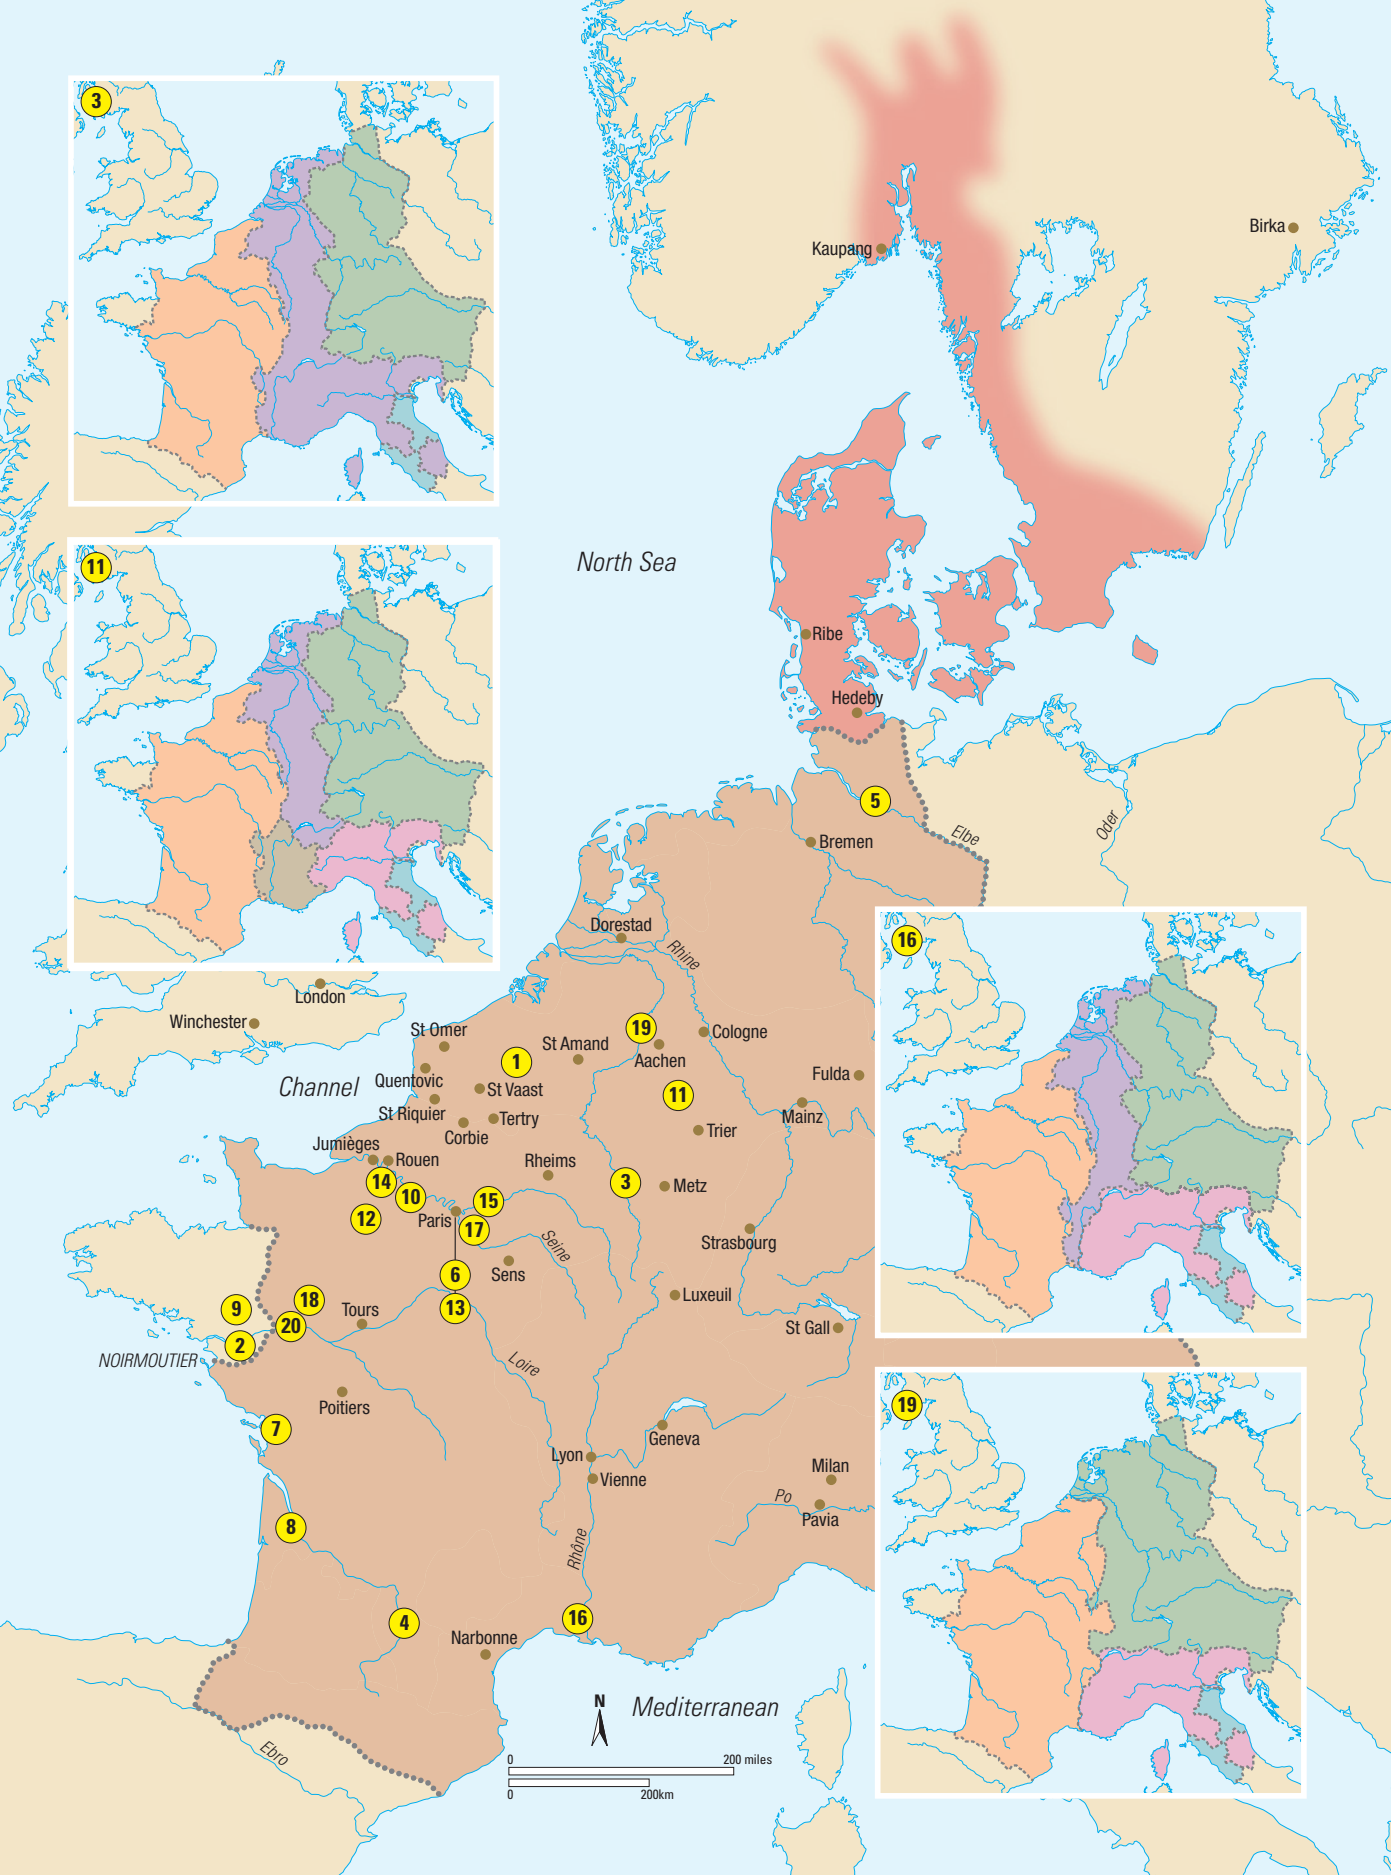 3
Birka
Kaupang
11
North Sea
Ribe
Hedeby
5
Bremen
Elbe
Oder
16
Dorestad
Rhine
London
Winchester
St Omer
19
Cologne
St Amand
Aachen
1
Channel
Quentovic
St Vaast
Fulda
11
St Riquier
Tertry
Mainz
Corbie
Trier
Jumièges
Rouen
Rheims
14
3
Metz
10
15
12
Paris
17
Strasbourg
Seine
6
Sens
9
18
Tours
13
Luxeuil
20
St Gall
2
NOIRMOUTIER
Loire
Poitiers
19
7
Geneva
Lyon
Milan
Vienne
Po
Pavia
8
Rhône
4
16
Narbonne
N
Mediterranean
Ebro
0
200 miles
0
200km